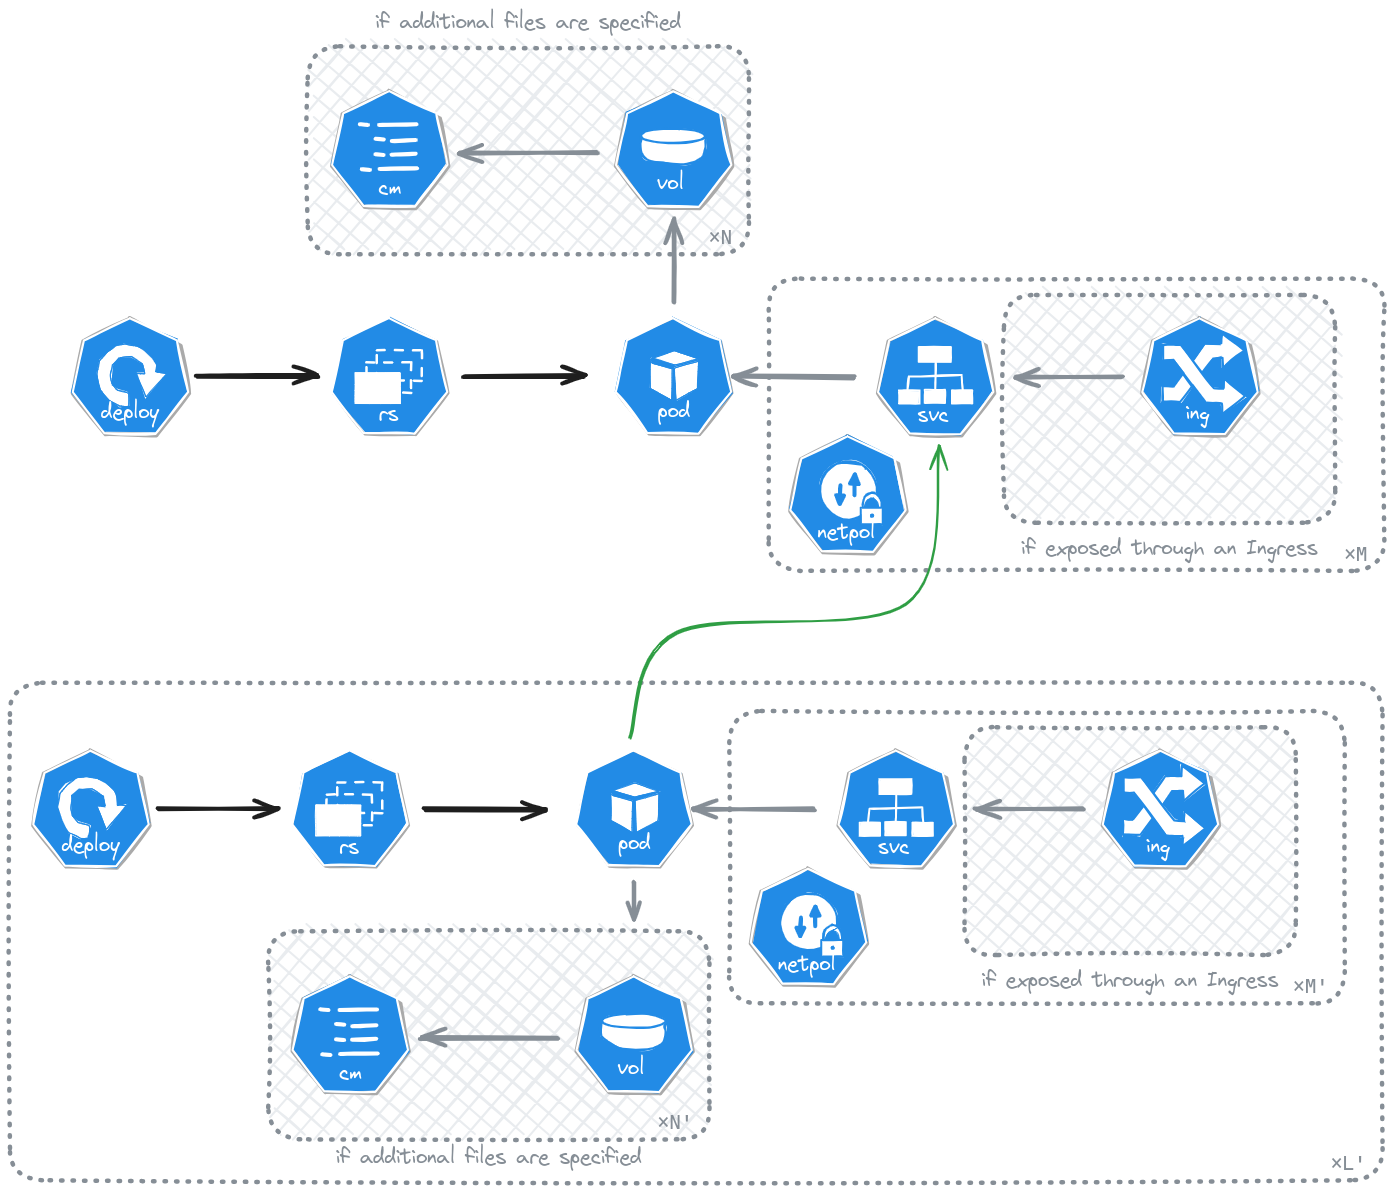 if additional files are specified
cm
vol
×N
deploy
rs
pod
svc
ing
netpol
if exposed through an Ingress
×M
deploy
rs
pod
svc
ing
netpol
if exposed through an Ingress
×M'
cm
vol
×N'
if additional files are specified
×L'